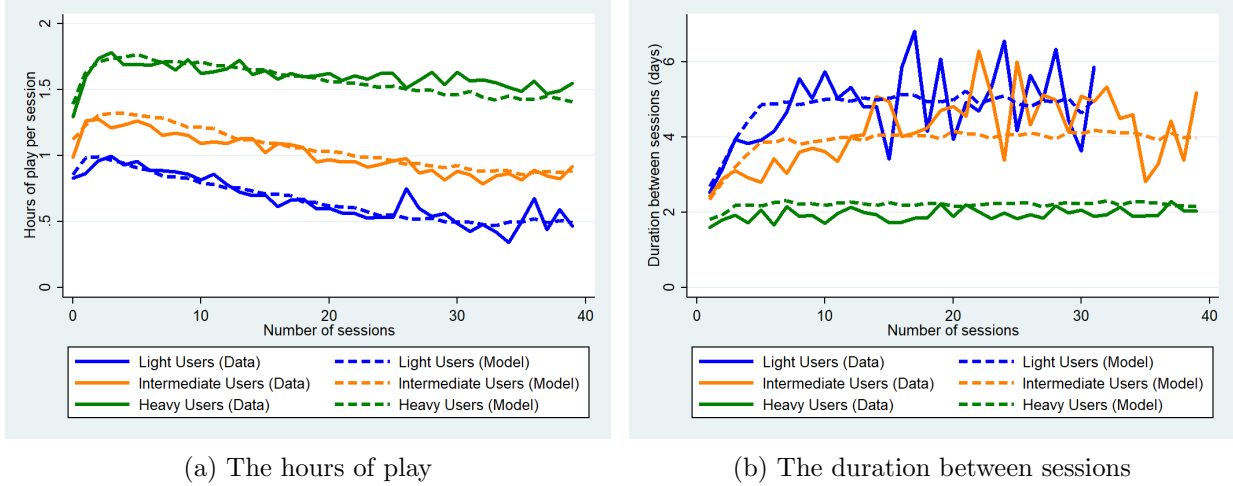 Hours of play per session
2
1.5
1
.5
0
0 10 20 30 40
Number of sessions
Light Users (Data) Light Users (Model)
Intermediate Users (Data) Intermediate Users (Model)
Heavy Users (Data) Heavy Users (Model)
(a) The hours of play
Duration between sessions (days)
6
4
2
0
0 10 20 30 40
Number of sessions
Light Users (Data) Light Users (Model)
Intermediate Users (Data) Intermediate Users (Model)
Heavy Users (Data) Heavy Users (Model)
(b) The duration between sessions